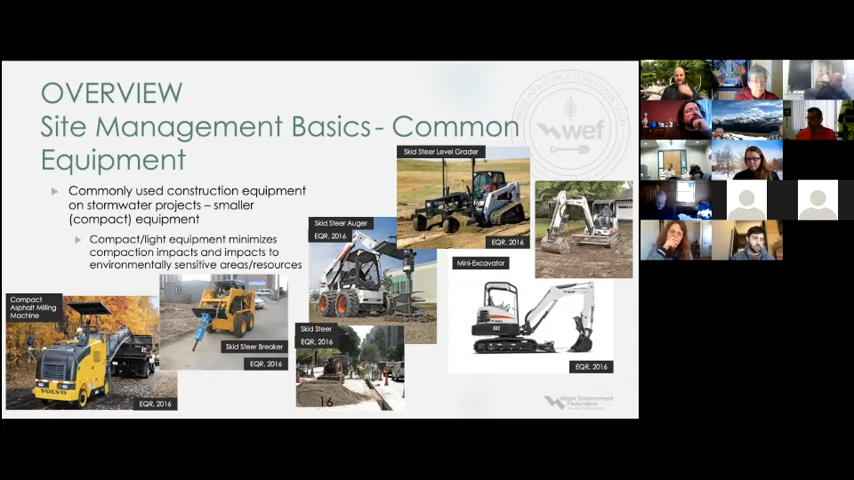 OVERVIEW
Site Management Basics - Common
Equipment
Commonly used construction equipment
on stormwater projects – smaller
(compact) equipment
Compact/light equipment minimizes
compaction impacts and impacts to
environmentally sensitive areas/resources
Skid Steer Level Grader
EQR, 2016
Skid Steer Auger
EQR, 2016
Mini-Excavator
EQR, 2016
Compact
Asphalt Milling
Machine
VOLVO
EQR, 2016
Skid Steer Breaker
EQR, 2016
Skid Steer
EQR, 2016
16
wef
Water Environment
Federation